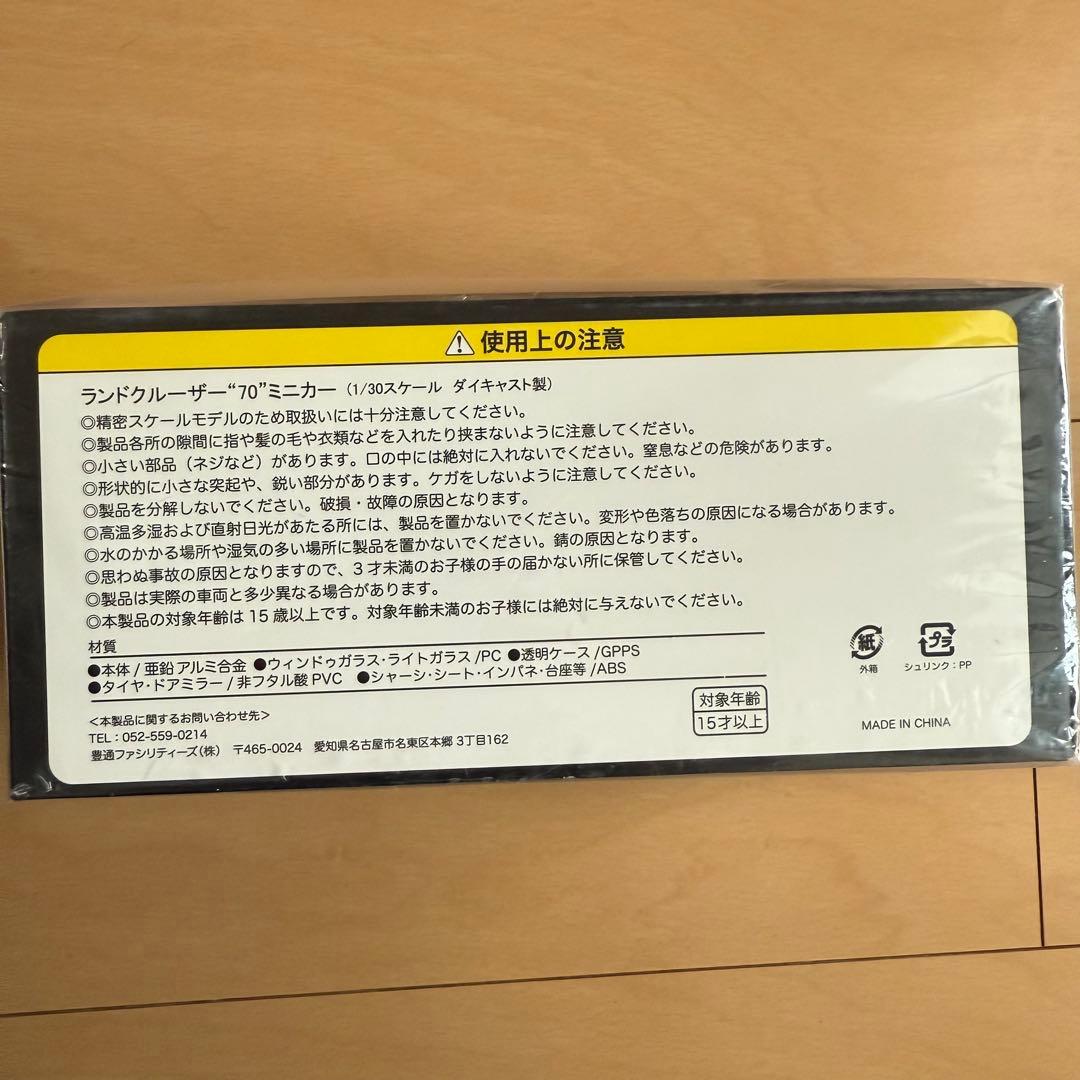 使用上の注意
ランドクルーザー“70”ミニカー（1/30スケール ダイキャスト製）
◎精密スケールモデルのため取扱いには十分注意してください。
◎製品各所の隙間に指や髪の毛や衣類などを入れたり挟まないように注意してください。
◎小さい部品（ネジなど）があります。口の中には絶対に入れないでください。窒息などの危険があります。
◎形状的に小さな突起や、鋭い部分があります。ケガをしないように注意してください。
◎製品を分解しないでください。破損・故障の原因となります。
◎高温多湿および直射日光があたる所には、製品を置かないでください。変形や色落ちの原因になる場合があります。
◎水のかかる場所や湿気の多い場所に製品を置かないでください。錆の原因となります。
◎思わぬ事故の原因となりますので、3才未満のお子様の手の届かない所に保管してください。
◎製品は実際の車両と多少異なる場合があります。
◎本製品の対象年齢は15歳以上です。対象年齢未満のお子様には絶対に与えないでください。
材質
●本体/亜鉛アルミ合金 ●ウィンドゥガラス・ライトガラス/PC ●透明ケース/GPPS
●タイヤ・ドアミラー/非フタル酸PVC ●シャーシ・シート・インパネ・台座等/ABS
＜本製品に関するお問い合わせ先＞
TEL：052-559-0214
豊通ファシリティーズ（株） 〒465-0024 愛知県名古屋市名東区本郷3丁目162
対象年齢
15才以上
紙
外箱
プラ
シュリンク：PP
MADE IN CHINA